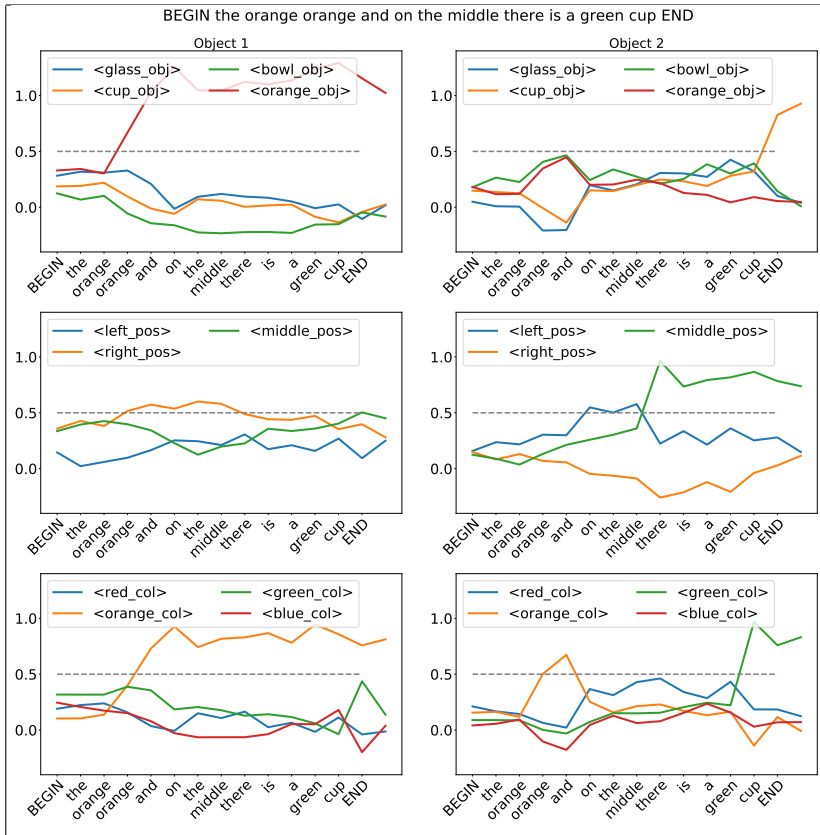 BEGIN the orange orange and on the middle there is a green cup END
Object 1
Object 2
<glass_obj> <bowl_obj>
<cup_obj> <orange_obj>
1.0
0.5
0.0
BEGIN the orange orange and on the middle there is a green cup END
<glass_obj> <bowl_obj>
<cup_obj> <orange_obj>
1.0
0.5
0.0
BEGIN the orange orange and on the middle there is a green cup END
<left_pos> <middle_pos>
<right_pos>
1.0
0.5
0.0
BEGIN the orange orange and on the middle there is a green cup END
<left_pos> <middle_pos>
<right_pos>
1.0
0.5
0.0
BEGIN the orange orange and on the middle there is a green cup END
<red_col> <green_col>
<orange_col> <blue_col>
1.0
0.5
0.0
BEGIN the orange orange and on the middle there is a green cup END
<red_col> <green_col>
<orange_col> <blue_col>
1.0
0.5
0.0
BEGIN the orange orange and on the middle there is a green cup END